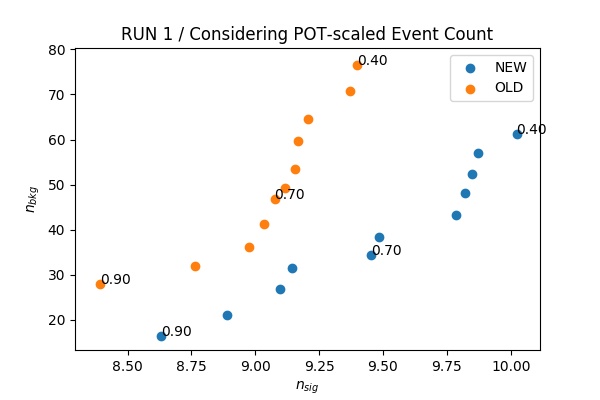 RUN 1 / Considering POT-scaled Event Count
80
70
60
50
40
30
20
n_bkg
0.40
0.70
0.90
0.40
0.70
0.90
NEW
OLD
8.50 8.75 9.00 9.25 9.50 9.75 10.00
n_sig